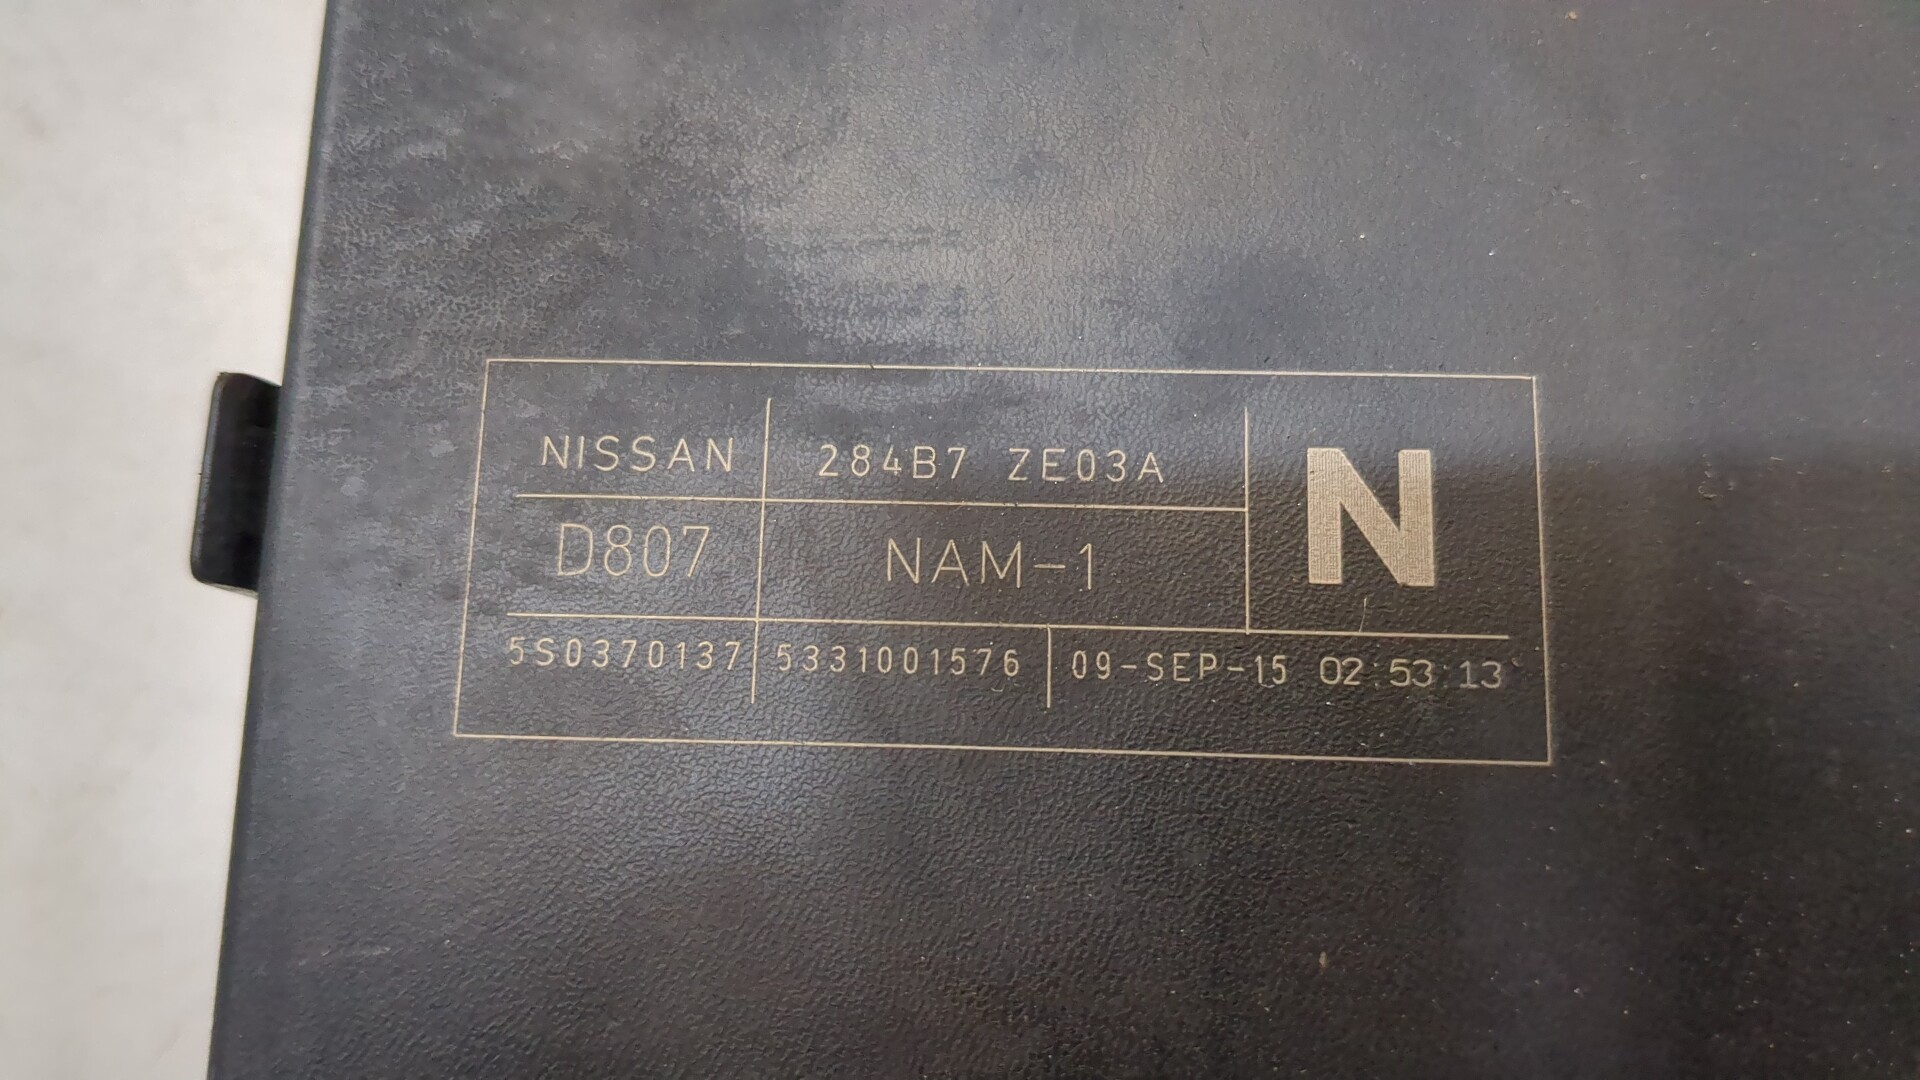 NISSAN 284B7 ZE03A N
D807 NAM-1
5S0370137 5331001576 09-SEP-15 02:53:13